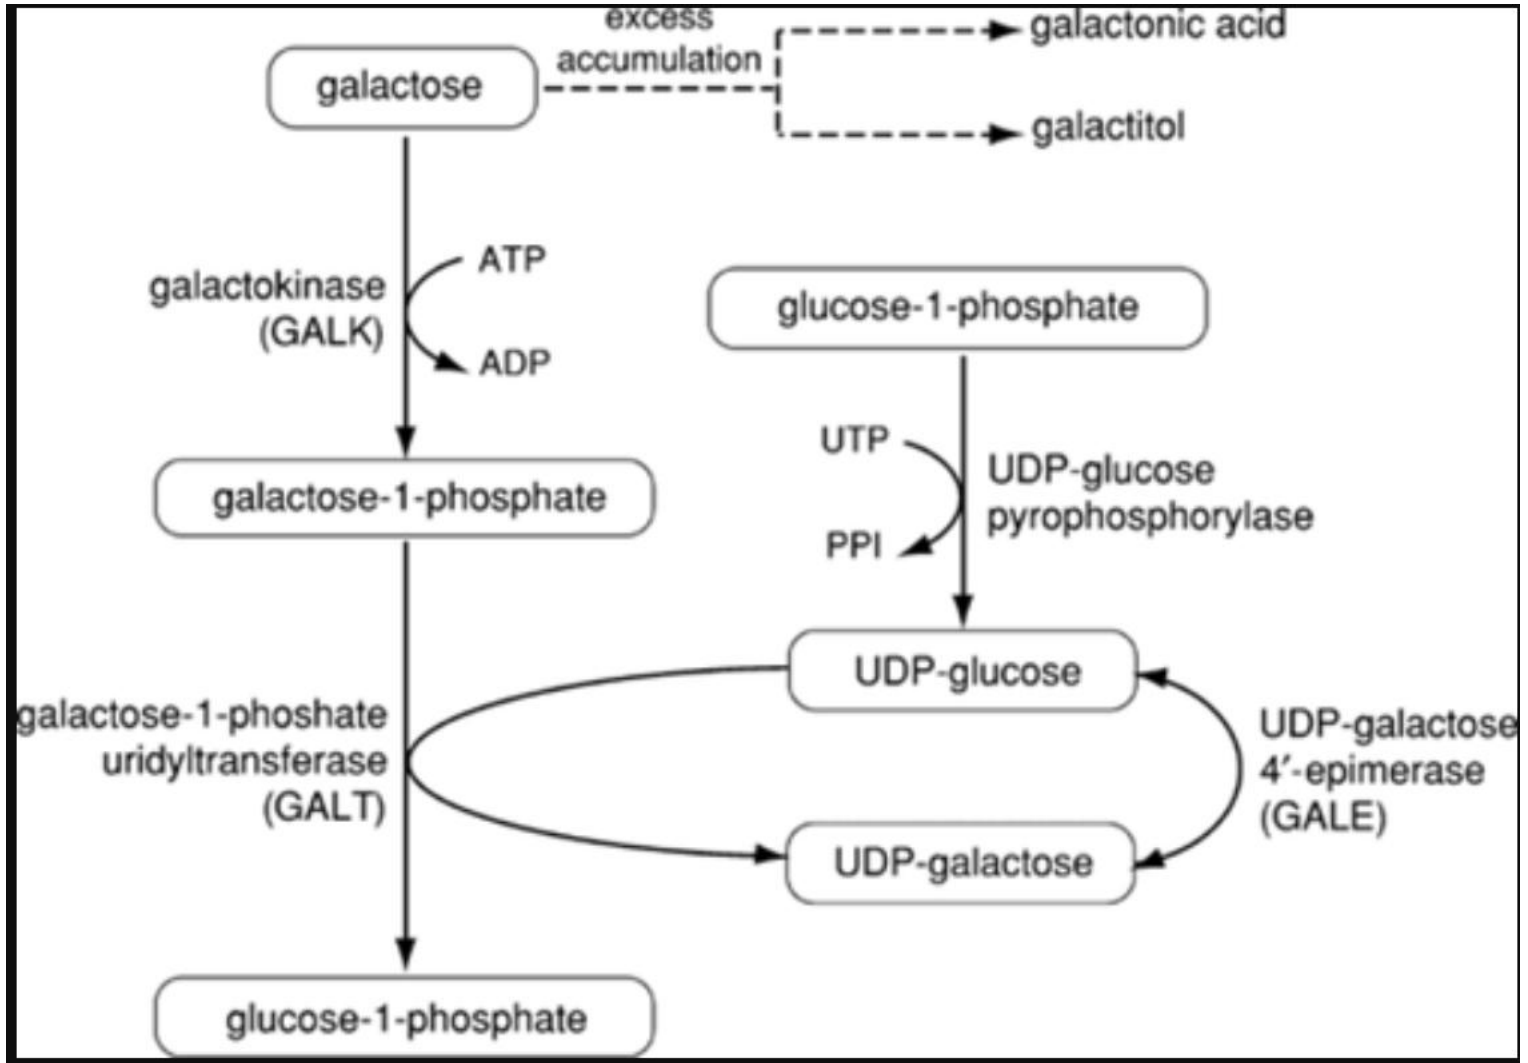 excess
accumulation
galactonic acid
galactose
galactitol
ATP
galactokinase
(GALK)
ADP
glucose-1-phosphate
UTP
UDP-glucose
pyrophosphorylase
PPI
galactose-1-phosphate
UDP-glucose
galactose-1-phoshate
uridyltransferase
(GALT)
UDP-galactose
4′-epimerase
(GALE)
UDP-galactose
glucose-1-phosphate